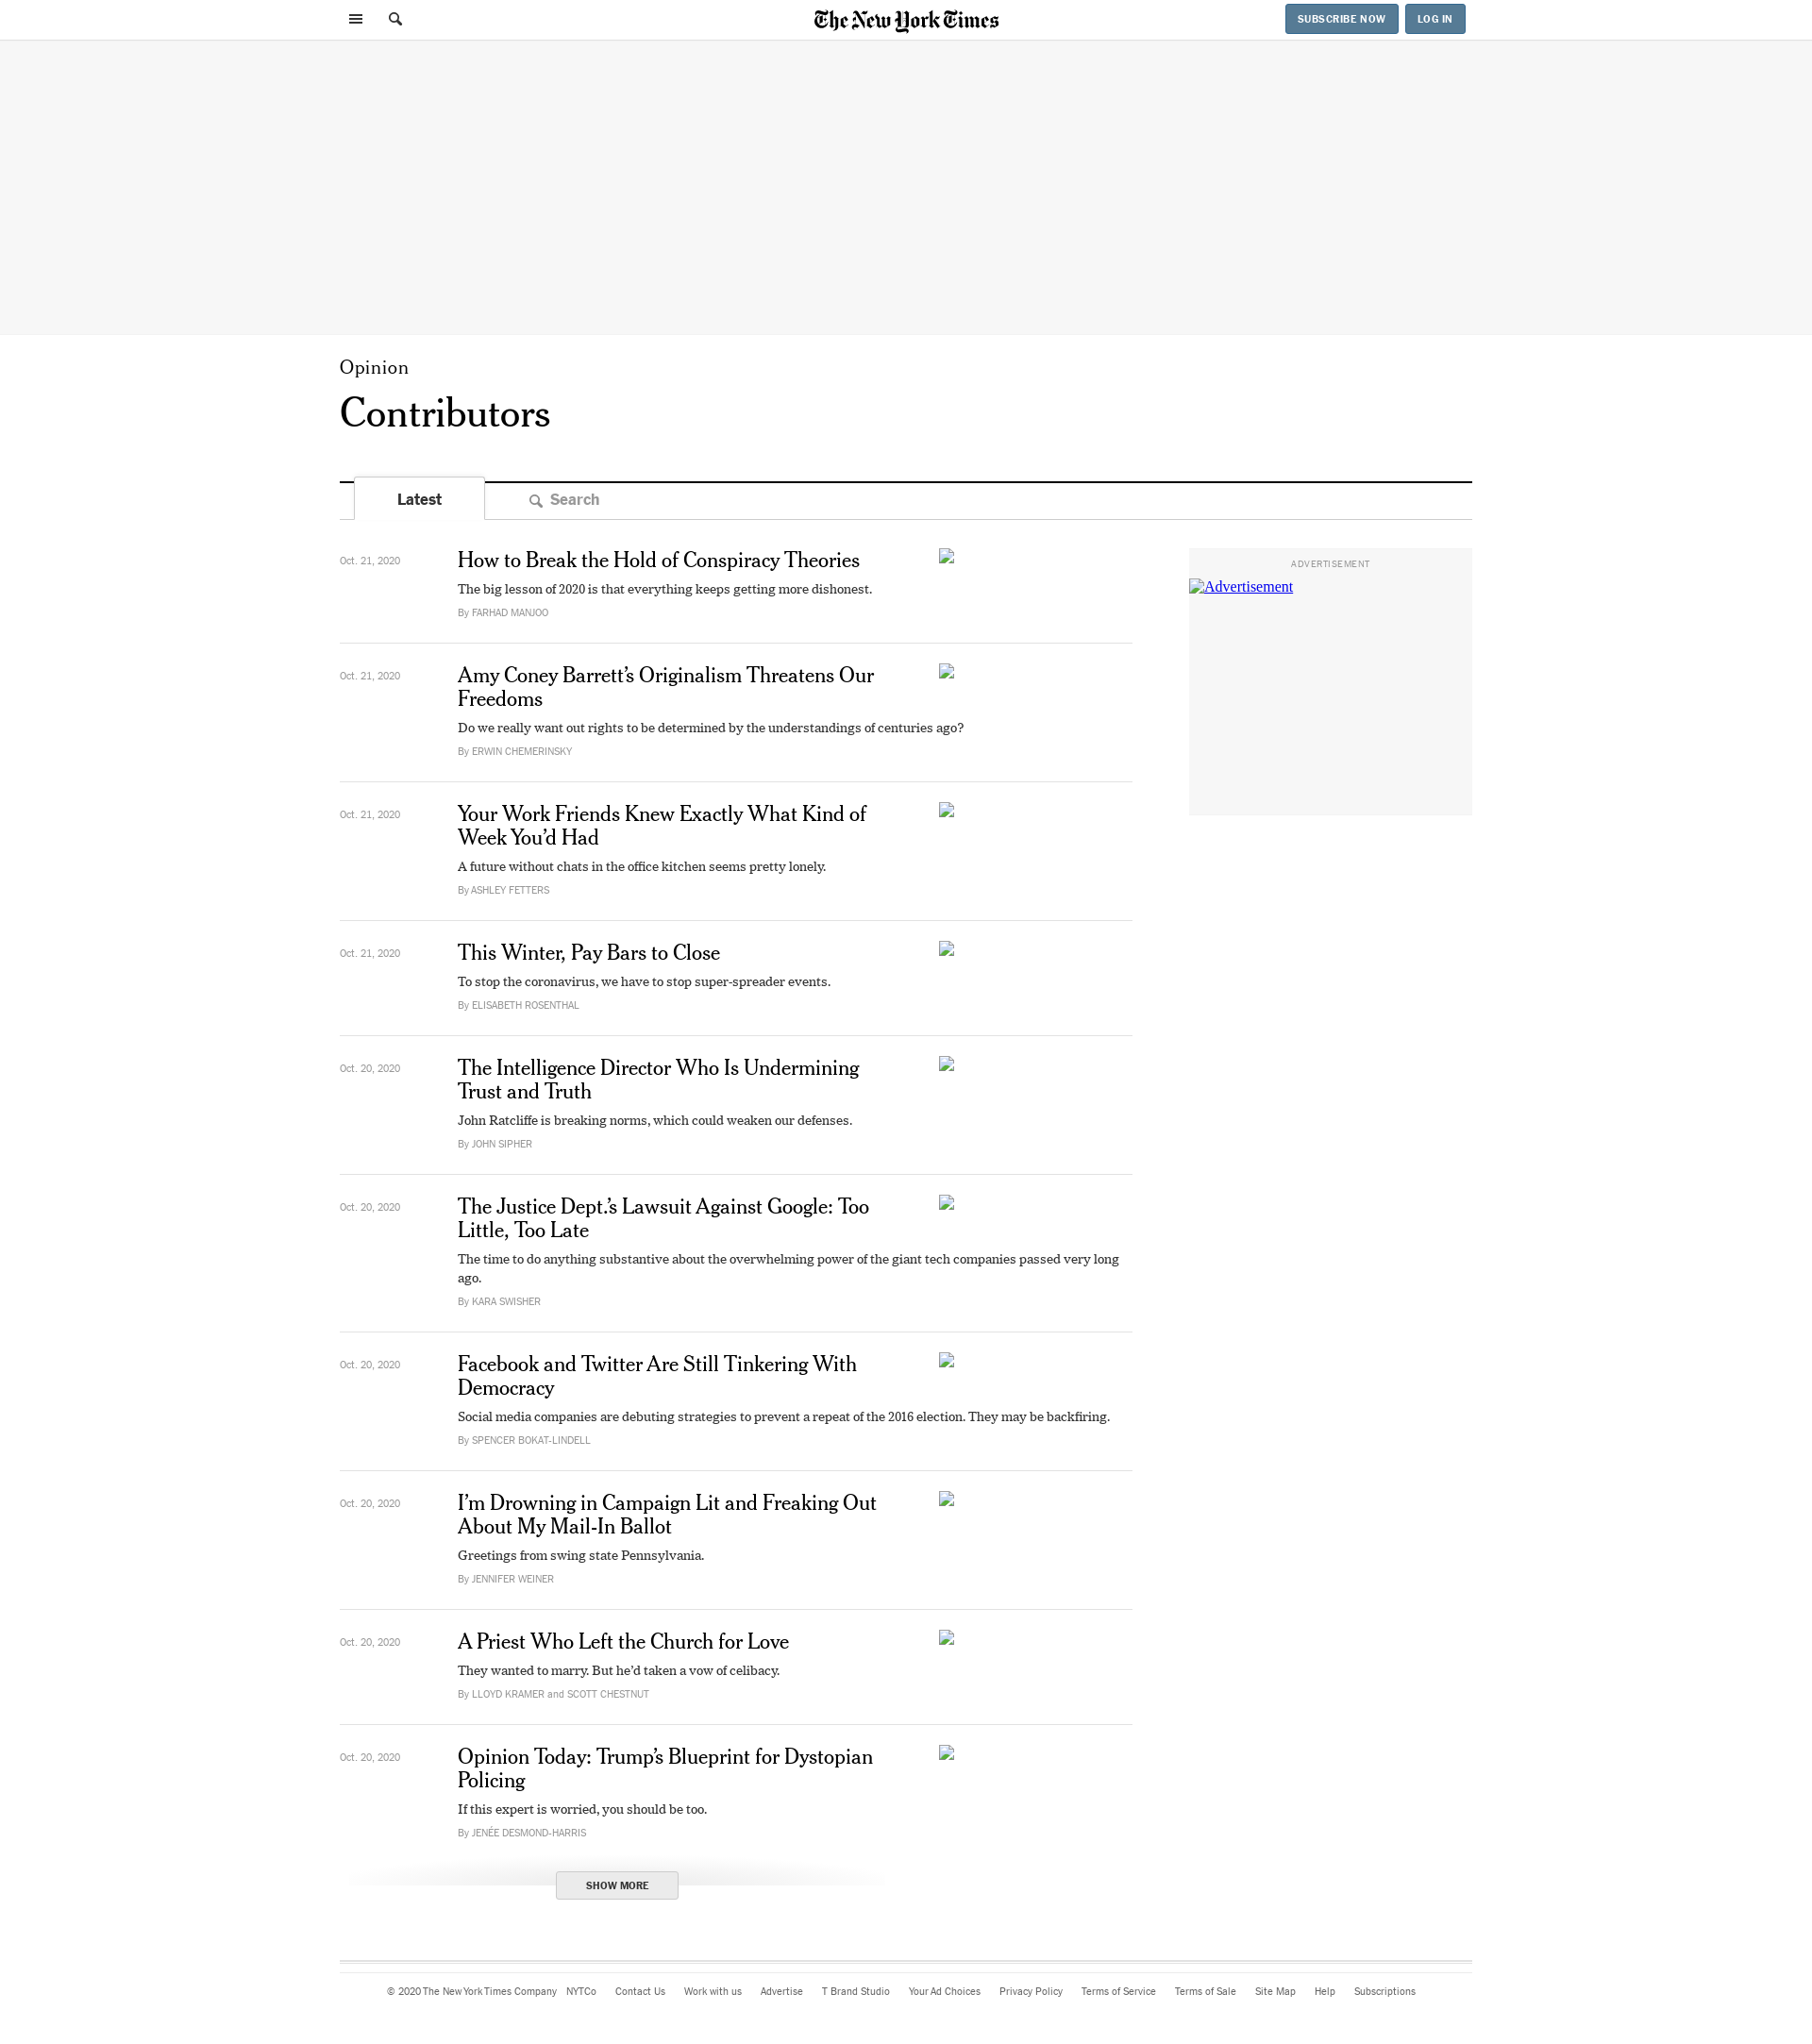 The New York Times
SUBSCRIBE NOW
LOG IN
Opinion
Contributors
Latest
Search
Oct. 21, 2020
How to Break the Hold of Conspiracy Theories
The big lesson of 2020 is that everything keeps getting more dishonest.
By FARHAD MANJOO
ADVERTISEMENT
Advertisement
Oct. 21, 2020
Amy Coney Barrett’s Originalism Threatens Our
Freedoms
Do we really want out rights to be determined by the understandings of centuries ago?
By ERWIN CHEMERINSKY
Oct. 21, 2020
Your Work Friends Knew Exactly What Kind of
Week You’d Had
A future without chats in the office kitchen seems pretty lonely.
By ASHLEY FETTERS
Oct. 21, 2020
This Winter, Pay Bars to Close
To stop the coronavirus, we have to stop super-spreader events.
By ELISABETH ROSENTHAL
Oct. 20, 2020
The Intelligence Director Who Is Undermining
Trust and Truth
John Ratcliffe is breaking norms, which could weaken our defenses.
By JOHN SIPHER
Oct. 20, 2020
The Justice Dept.’s Lawsuit Against Google: Too
Little, Too Late
The time to do anything substantive about the overwhelming power of the giant tech companies passed very long
ago.
By KARA SWISHER
Oct. 20, 2020
Facebook and Twitter Are Still Tinkering With
Democracy
Social media companies are debuting strategies to prevent a repeat of the 2016 election. They may be backfiring.
By SPENCER BOKAT-LINDELL
Oct. 20, 2020
I’m Drowning in Campaign Lit and Freaking Out
About My Mail-In Ballot
Greetings from swing state Pennsylvania.
By JENNIFER WEINER
Oct. 20, 2020
A Priest Who Left the Church for Love
They wanted to marry. But he’d taken a vow of celibacy.
By LLOYD KRAMER and SCOTT CHESTNUT
Oct. 20, 2020
Opinion Today: Trump’s Blueprint for Dystopian
Policing
If this expert is worried, you should be too.
By JENÉE DESMOND-HARRIS
SHOW MORE
© 2020 The New York Times Company NYTCo Contact Us Work with us Advertise T Brand Studio Your Ad Choices Privacy Policy Terms of Service Terms of Sale Site Map Help Subscriptions